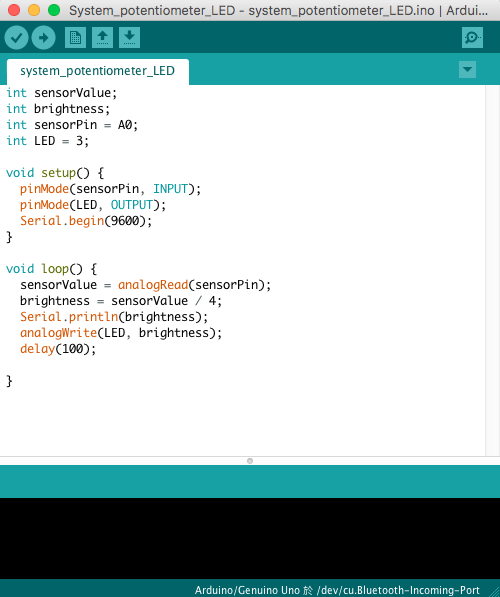 System_potentiometer_LED - system_potentiometer_LED.ino | Ardui...
system_potentiometer_LED
int sensorValue;
int brightness;
int sensorPin = A0;
int LED = 3;
void setup() {
pinMode(sensorPin, INPUT);
pinMode(LED, OUTPUT);
Serial.begin(9600);
}
void loop() {
sensorValue = analogRead(sensorPin);
brightness = sensorValue / 4;
Serial.println(brightness);
analogWrite(LED, brightness);
delay(100);
}
Arduino/Genuino Uno 於 /dev/cu.Bluetooth-Incoming-Port